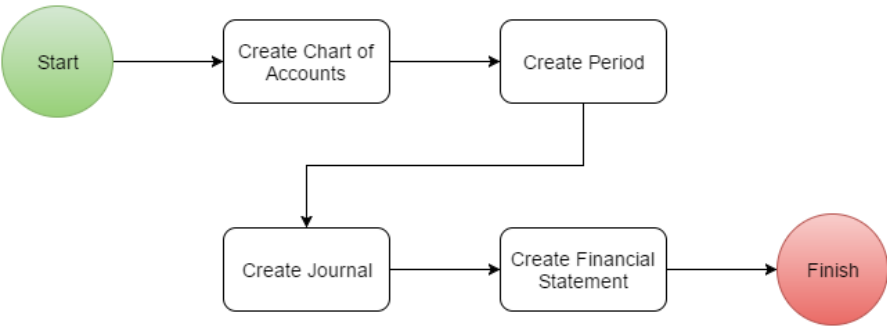 Start
Create Chart of
Accounts
Create Period
Create Journal
Create Financial
Statement
Finish